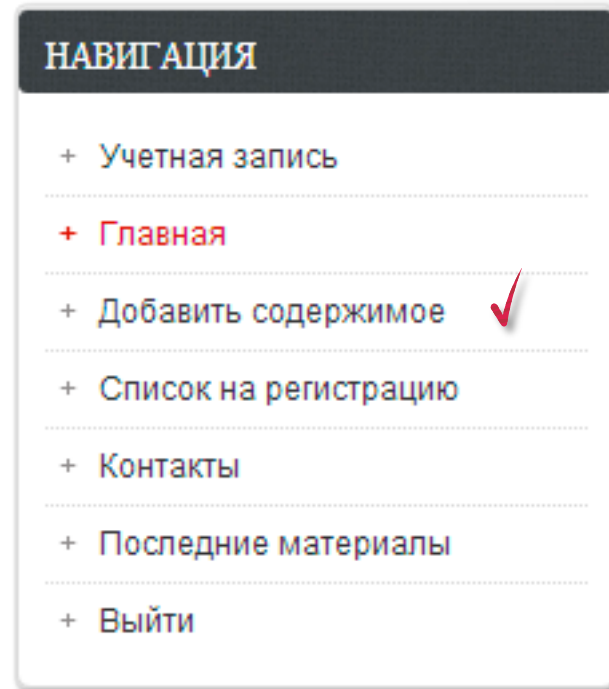 НАВИГАЦИЯ
+ Учетная запись
+ Главная
+ Добавить содержимое
+ Список на регистрацию
+ Контакты
+ Последние материалы
+ Выйти